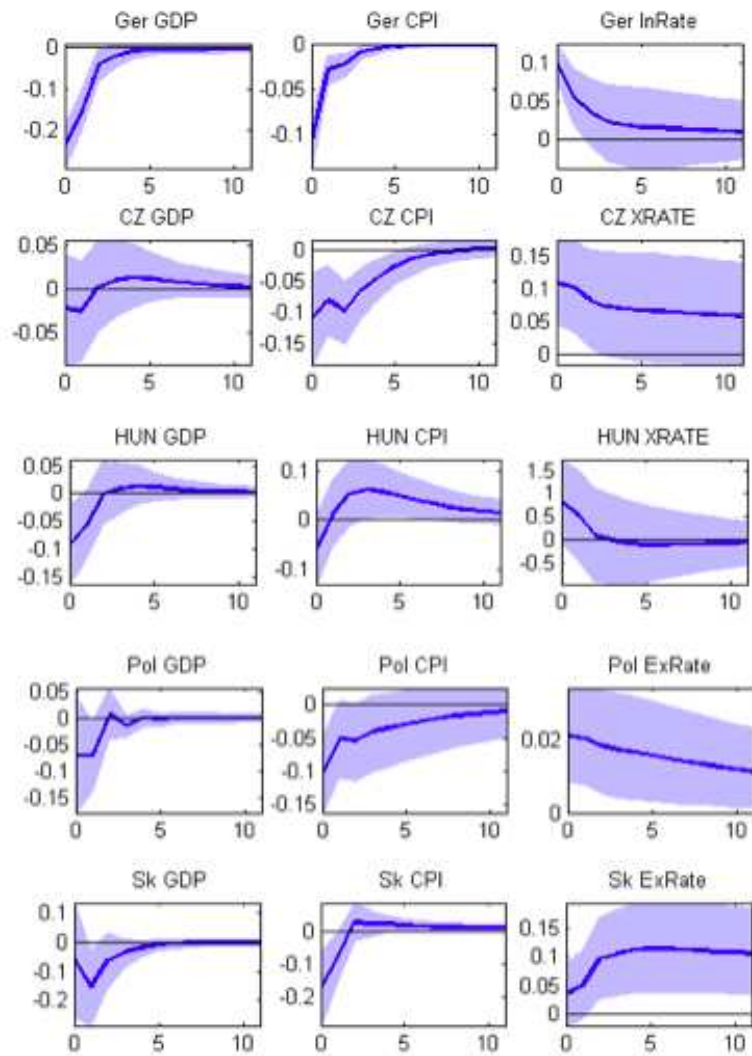 Ger GDP
0
-0.1
-0.2
0 5 10
Ger CPI
0
-0.05
-0.1
0 5 10
Ger InRate
0.1
0.05
0
0 5 10
CZ GDP
0.05
0
-0.05
0 5 10
CZ CPI
0
-0.05
-0.1
-0.15
0 5 10
CZ XRATE
0.15
0.1
0.05
0
0 5 10
HUN GDP
0.05
0
-0.05
-0.1
-0.15
0 5 10
HUN CPI
0.1
0
-0.1
0 5 10
HUN XRATE
1.5
1
0.5
0
-0.5
0 5 10
Pol GDP
0.05
0
-0.05
-0.1
-0.15
0 5 10
Pol CPI
0
-0.05
-0.1
-0.15
0 5 10
Pol ExRate
0.02
0
0 5 10
Sk GDP
0.1
0
-0.1
-0.2
0 5 10
Sk CPI
0
-0.1
-0.2
0 5 10
Sk ExRate
0.15
0.1
0.05
0
0 5 10